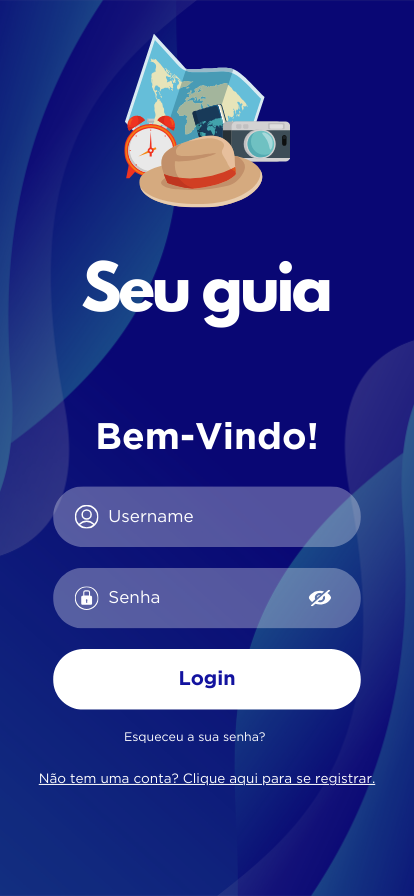 Seu guia
Bem-Vindo!
Username
Senha
Login
Esqueceu a sua senha?
Não tem uma conta? Clique aqui para se registrar.